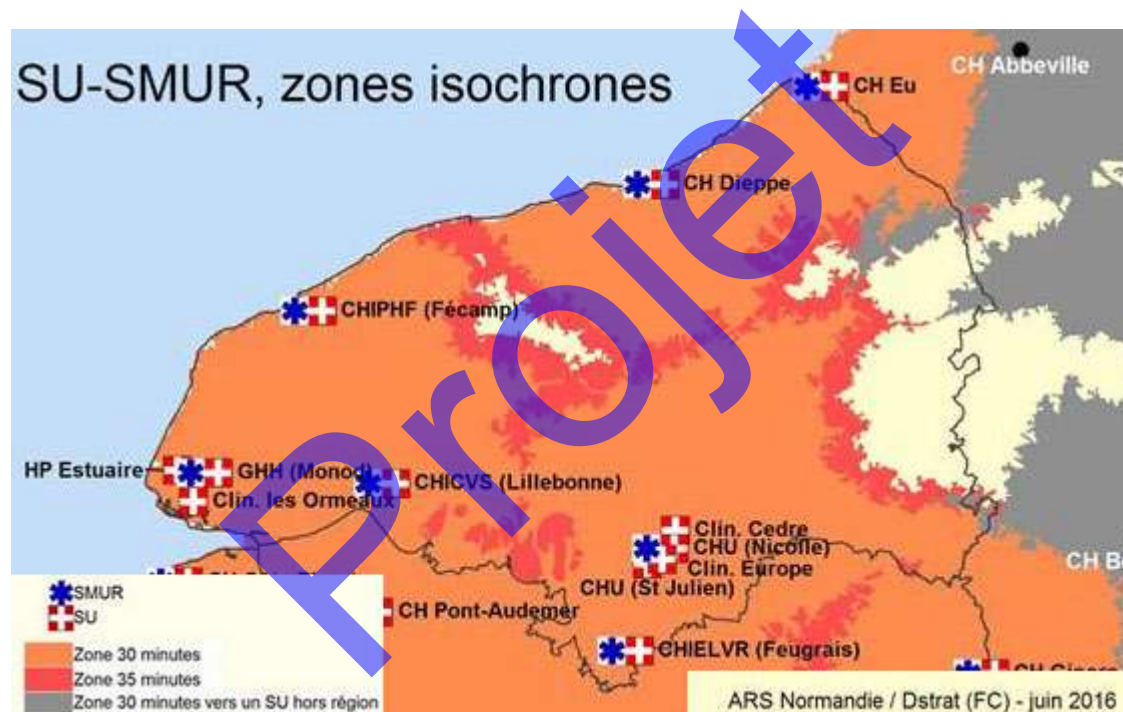 SU-SMUR, zones isochrones
CH Abbeville
CH Eu
CH Dieppe
CHIPHF (Fécamp)
HP Estuaire
GHH (Monod)
CHICVS (Lillebonne)
Clin. les Ormeaux
Clin. Cedre
CHU (Nicolle)
Clin. Europe
CHU (St Julien)
CH Pont-Audemer
CHIELVR (Feugrais)
CH Gisors
SMUR
SU
Zone 30 minutes
Zone 35 minutes
Zone 30 minutes vers un SU hors région
ARS Normandie / Dstrat (FC) - juin 2016
Projet